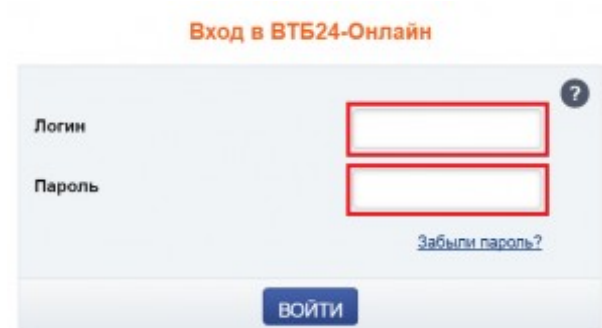 Вход в ВТБ24-Онлайн
?
Логин
Пароль
Забыли пароль?
ВОЙТИ